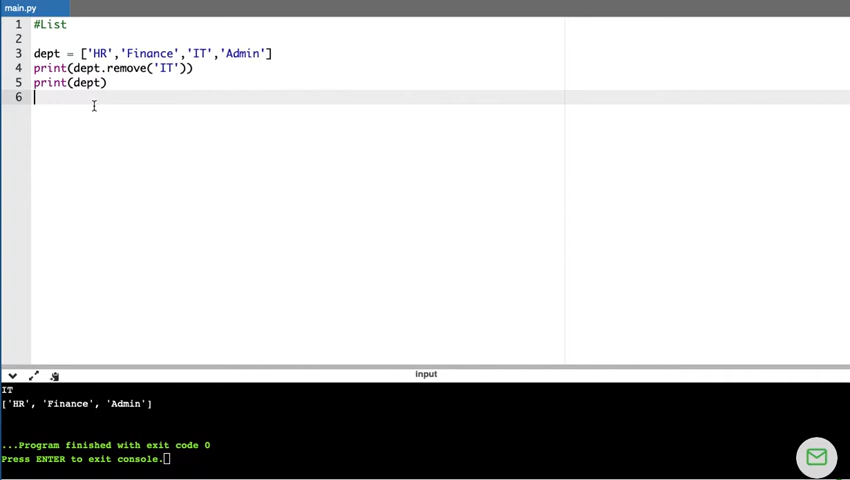 main.py
1 #List
2
3 dept = ['HR','Finance','IT','Admin']
4 print(dept.remove('IT'))
5 print(dept)
6
input
IT
['HR', 'Finance', 'Admin']
...Program finished with exit code 0
Press ENTER to exit console.